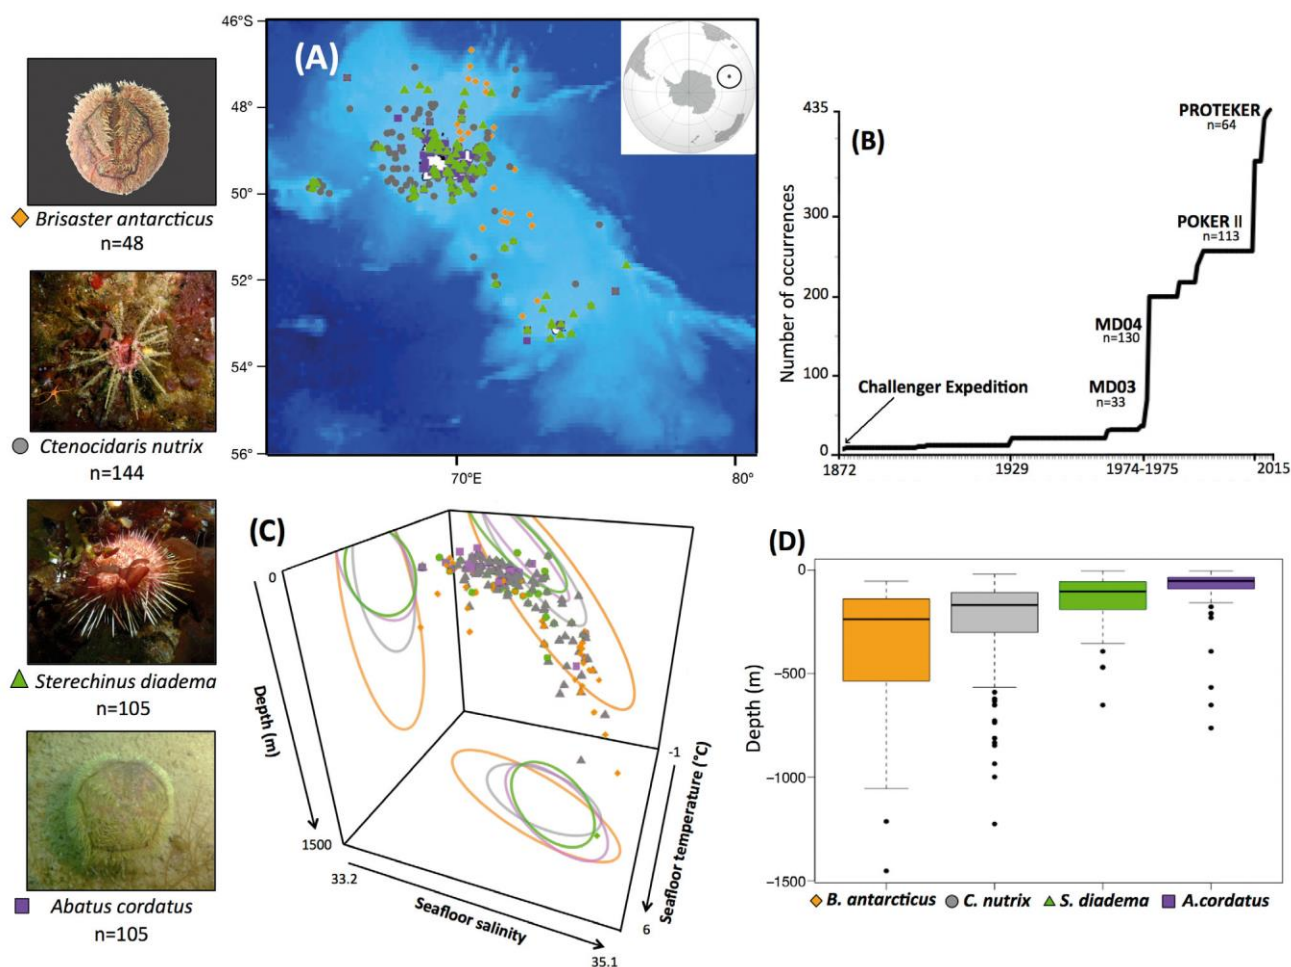 Brisaster antarcticus
n=48
Ctenocidaris nutrix
n=144
Sterechinus diadema
n=105
Abatus cordatus
n=105
(A)
46°S
48°
50°
52°
54°
56°
70°E
80°
(B)
Number of occurrences
435
300
200
100
0
PROTEKER
n=64
POKER II
n=113
MD04
n=130
MD03
n=33
Challenger Expedition
1872
1929
1974-1975
2015
(C)
0
Depth (m)
1500
33.2
Seafloor salinity
35.1
-1
Seafloor temperature (°C)
6
(D)
Depth (m)
0
−500
−1000
−1500
B. antarcticus C. nutrix S. diadema A.cordatus